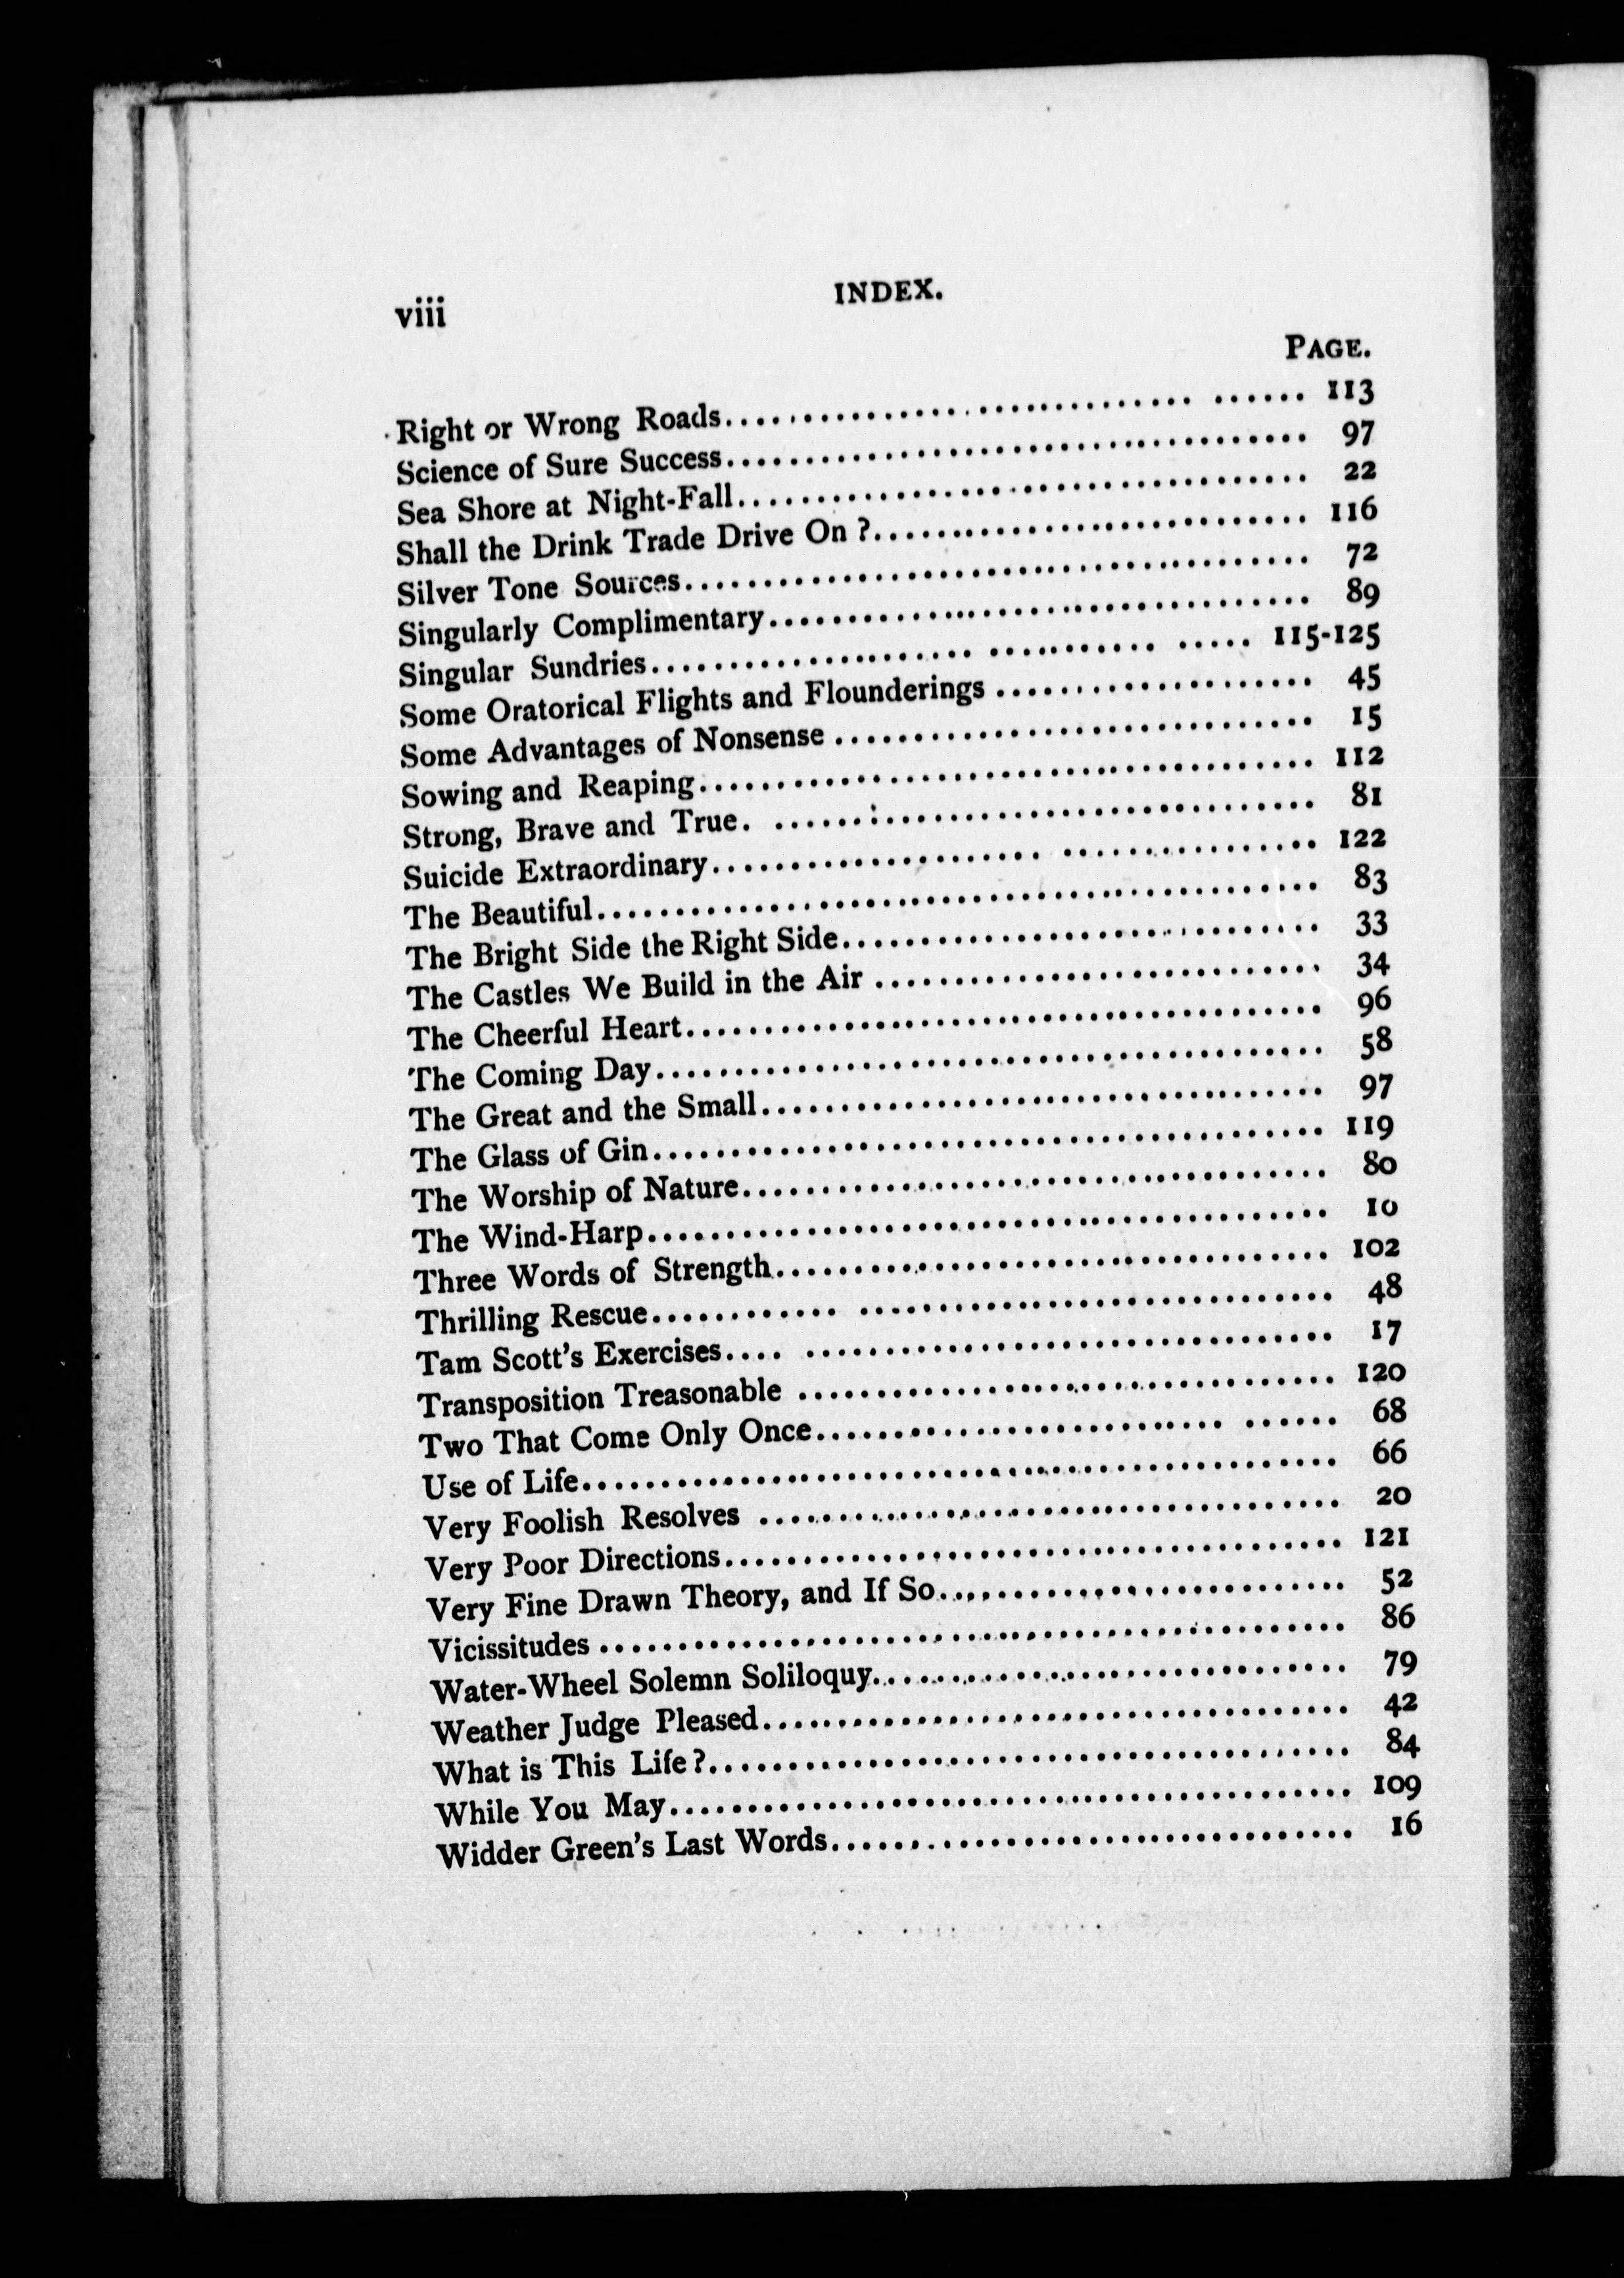 viii INDEX.
PAGE.
Right or Wrong Roads........................................ 113
Science of Sure Success........................................ 97
Sea Shore at Night-Fall........................................ 22
Shall the Drink Trade Drive On ?............................ 116
Silver Tone Sources........................................ 72
Singularly Complimentary.................................... 89
Singular Sundries........................................ 115-125
Some Oratorical Flights and Flounderings .................... 45
Some Advantages of Nonsense .............................. 15
Sowing and Reaping........................................ 112
Strong, Brave and True. .................................... 81
Suicide Extraordinary........................................ 122
The Beautiful.............................................. 83
The Bright Side the Right Side................................ 33
The Castles We Build in the Air ............................. 34
The Cheerful Heart......................................... 96
The Coming Day........................................... 58
The Great and the Small.................................... 97
The Glass of Gin.......................................... 119
The Worship of Nature..................................... 80
The Wind-Harp............................................ 10
Three Words of Strength................................... 102
Thrilling Rescue.......................................... 48
Tam Scott's Exercises.... .................................. 17
Transposition Treasonable ................................... 120
Two That Come Only Once.................................. 68
Use of Life................................................ 66
Very Foolish Resolves ...................................... 20
Very Poor Directions........................................ 121
Very Fine Drawn Theory, and If So.......................... 52
Vicissitudes ............................................... 86
Water-Wheel Solemn Soliloquy............................... 79
Weather Judge Pleased...................................... 42
What is This Life?......................................... 84
While You May............................................ 109
Widder Green's Last Words................................. 16